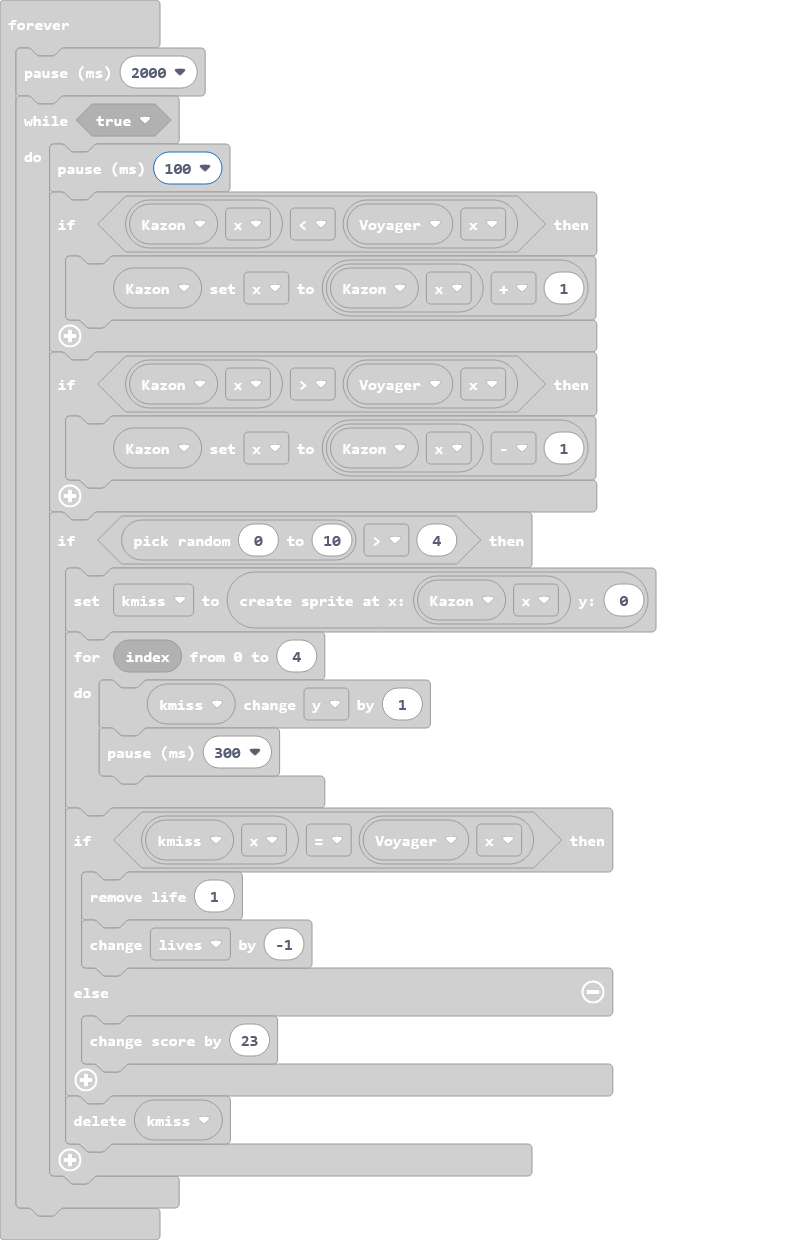 forever
pause (ms) 2000
while true
do
pause (ms) 100
if Kazon x < Voyager x then
Kazon set x to Kazon x + 1
if Kazon x > Voyager x then
Kazon set x to Kazon x - 1
if pick random 0 to 10 > 4 then
set kmiss to create sprite at x: Kazon x y: 0
for index from 0 to 4
do
kmiss change y by 1
pause (ms) 300
if kmiss x = Voyager x then
remove life 1
change lives by -1
else
change score by 23
delete kmiss